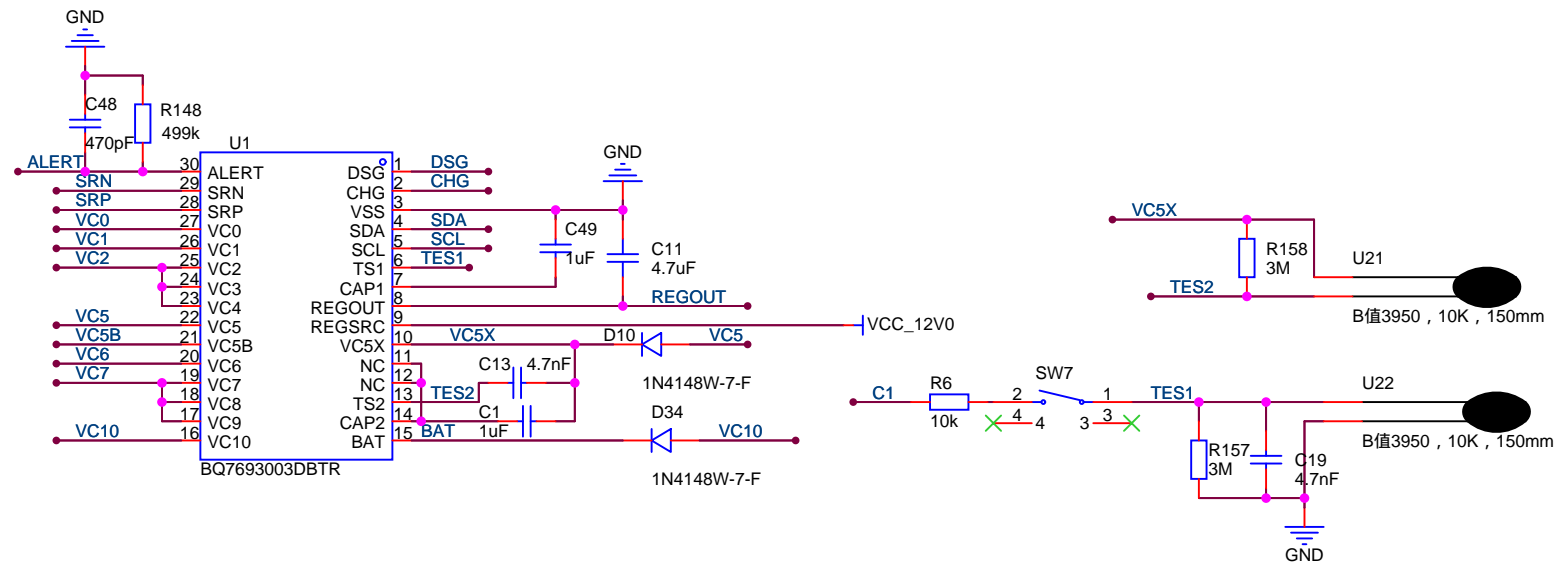 GND
C48
470pF
R148
499k
U1
ALERT
SRN
SRP
VC0
VC1
VC2
VC5
VC5B
VC6
VC7
VC10
30 ALERT
29 SRN
28 SRP
27 VC0
26 VC1
25 VC2
24 VC3
23 VC4
22 VC5
21 VC5B
20 VC6
19 VC7
18 VC8
17 VC9
16 VC10
DSG 1 DSG
CHG 2 CHG
VSS 3
SDA 4 SDA
SCL 5 SCL
TS1 6 TES1
CAP1 7
REGOUT 8 REGOUT
REGSRC 9 VCC_12V0
VC5X 10 VC5X
NC 11
NC 12
TS2 13 TES2
CAP2 14
BAT 15 BAT
BQ7693003DBTR
GND
C49
1uF
C11
4.7uF
D10
VC5
1N4148W-7-F
C13 4.7nF
C1
1uF
D34
VC10
1N4148W-7-F
VC5X
R158
3M
TES2
U21
B值3950，10K，150mm
C1
R6
10k
SW7
2
1
4
4
3
3
TES1
R157
3M
C19
4.7nF
U22
B值3950，10K，150mm
GND